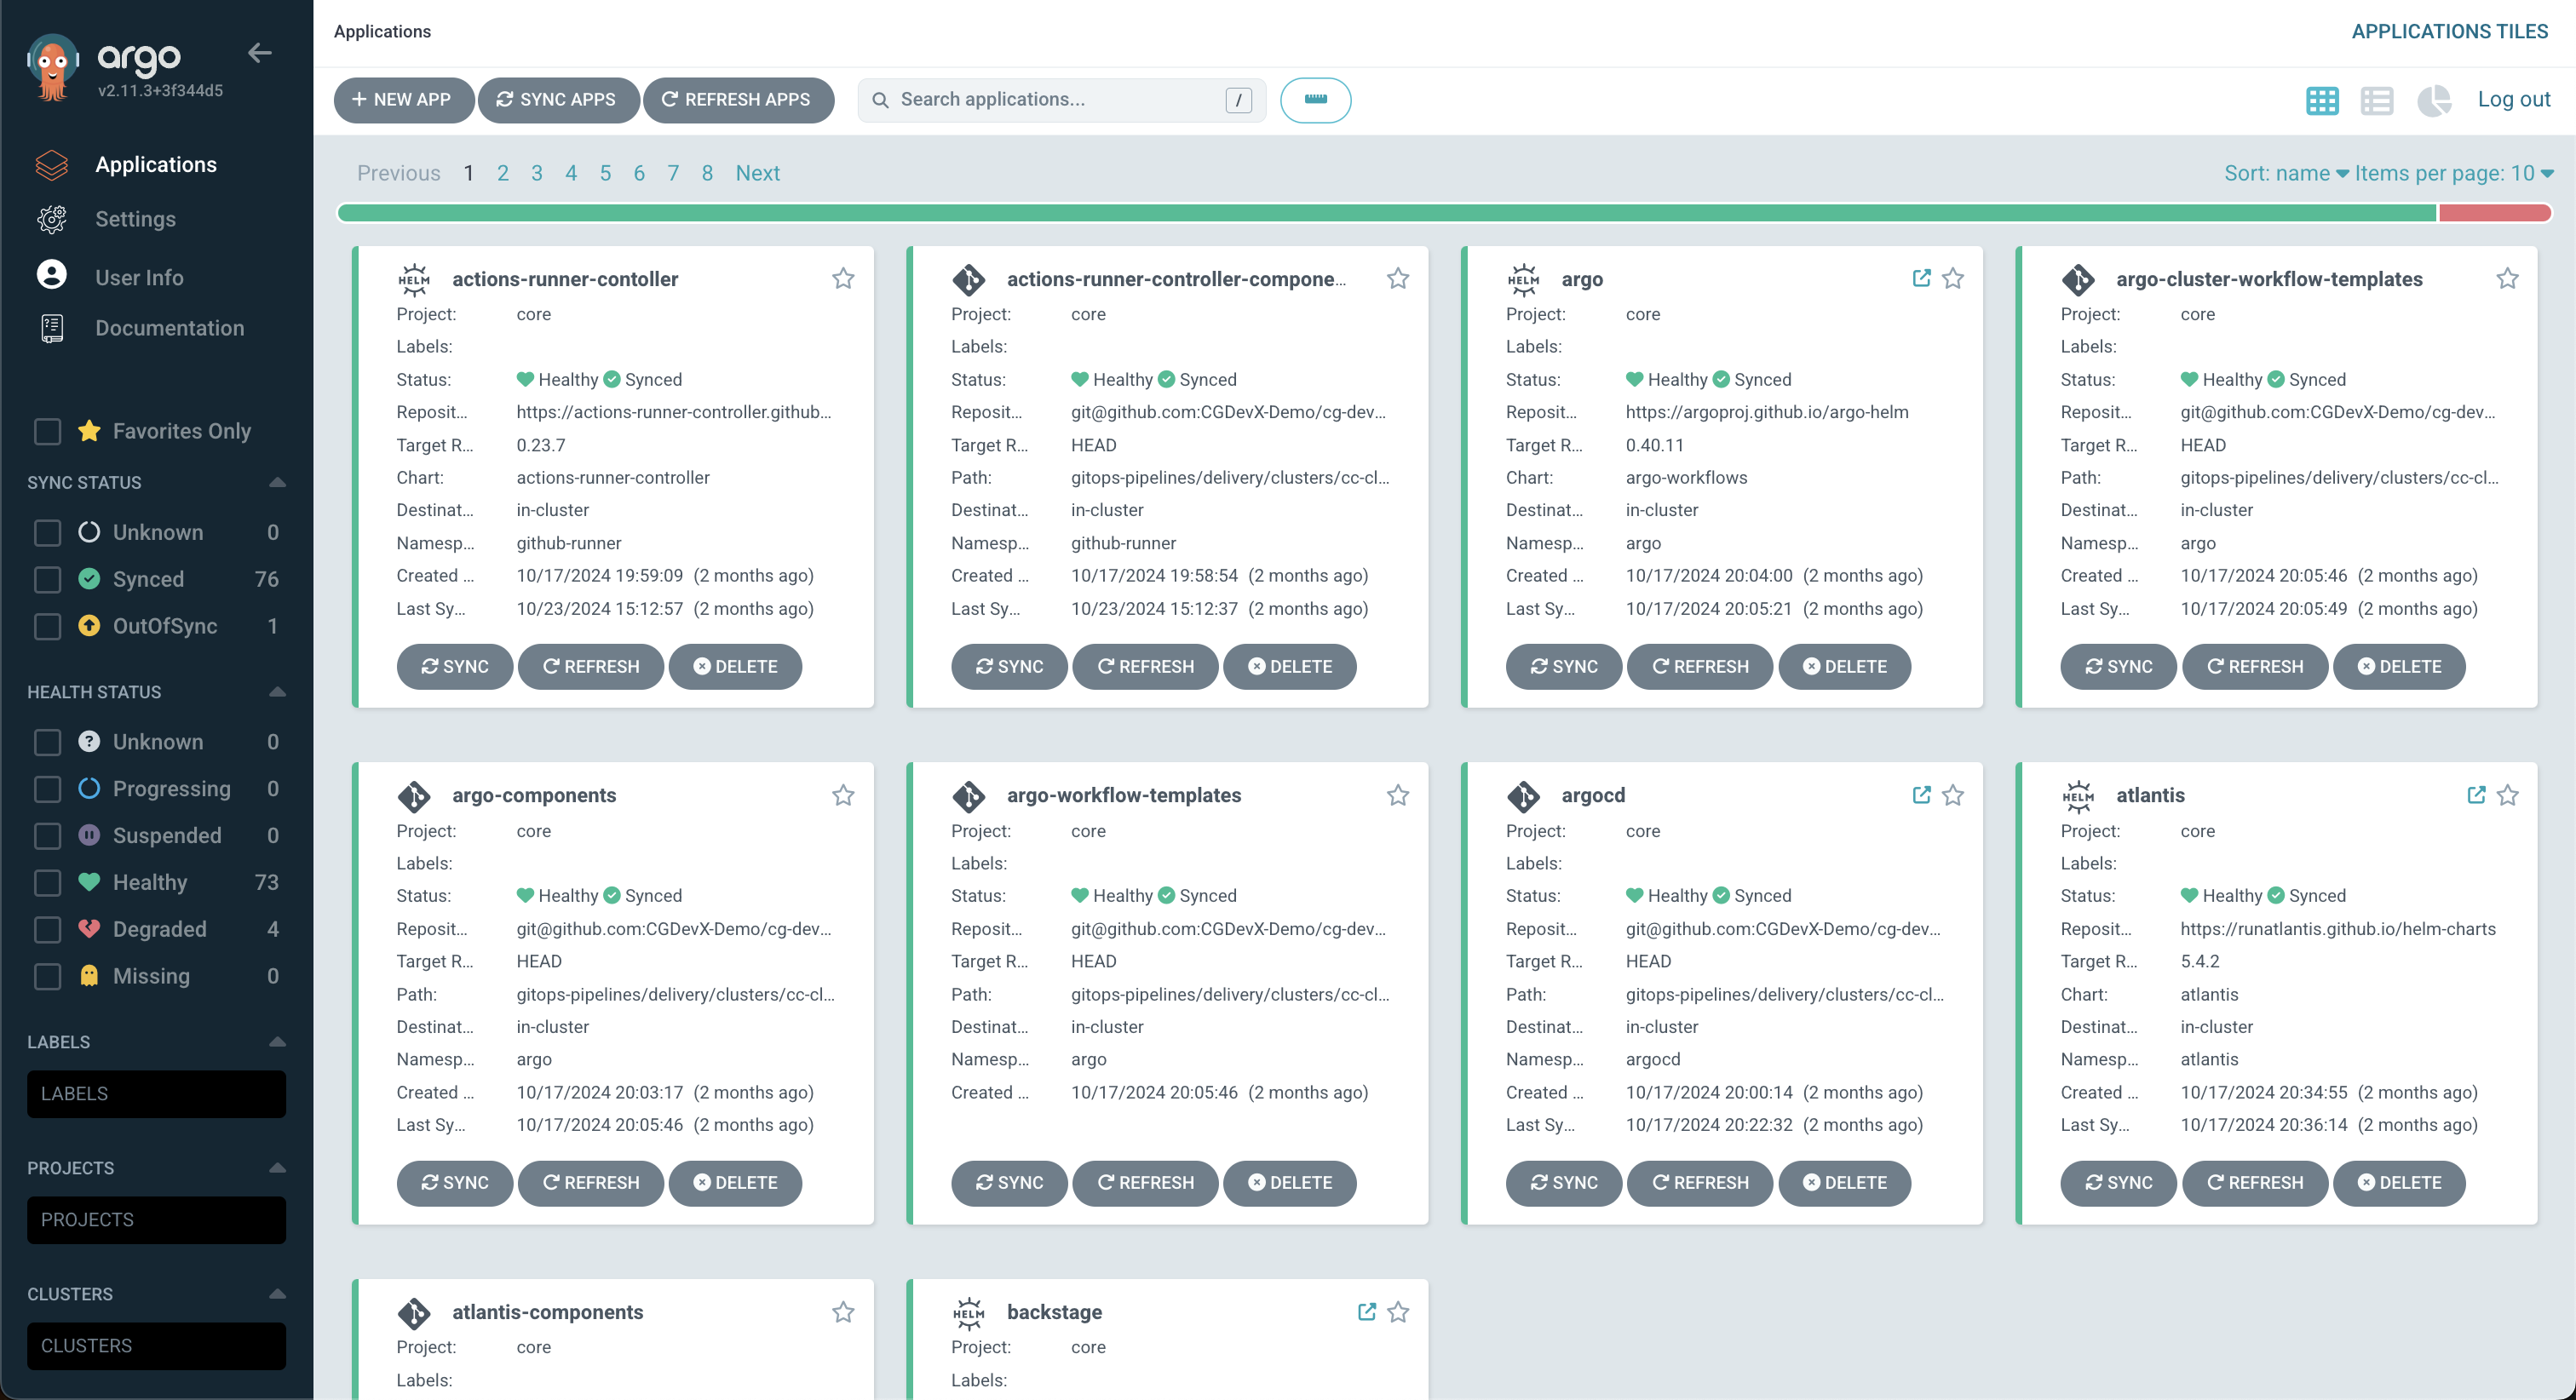 argo
v2.11.3+3f344d5
Applications
Settings
User Info
Documentation
Favorites Only
SYNC STATUS
Unknown 0
Synced 76
OutOfSync 1
HEALTH STATUS
Unknown 0
Progressing 0
Suspended 0
Healthy 73
Degraded 4
Missing 0
LABELS
LABELS
PROJECTS
PROJECTS
CLUSTERS
CLUSTERS
Applications
APPLICATIONS TILES
+ NEW APP SYNC APPS REFRESH APPS Search applications... / Log out
Previous 1 2 3 4 5 6 7 8 Next
Sort: name Items per page: 10
HELM actions-runner-contoller
Project: core
Labels:
Status: Healthy Synced
Reposit... https://actions-runner-controller.github...
Target R... 0.23.7
Chart: actions-runner-controller
Destinat... in-cluster
Namesp... github-runner
Created ... 10/17/2024 19:59:09 (2 months ago)
Last Sy... 10/23/2024 15:12:57 (2 months ago)
SYNC REFRESH DELETE
actions-runner-controller-compone...
Project: core
Labels:
Status: Healthy Synced
Reposit... git@github.com:CGDevX-Demo/cg-dev...
Target R... HEAD
Path: gitops-pipelines/delivery/clusters/cc-cl...
Destinat... in-cluster
Namesp... github-runner
Created ... 10/17/2024 19:58:54 (2 months ago)
Last Sy... 10/23/2024 15:12:37 (2 months ago)
SYNC REFRESH DELETE
HELM argo
Project: core
Labels:
Status: Healthy Synced
Reposit... https://argoproj.github.io/argo-helm
Target R... 0.40.11
Chart: argo-workflows
Destinat... in-cluster
Namesp... argo
Created ... 10/17/2024 20:04:00 (2 months ago)
Last Sy... 10/17/2024 20:05:21 (2 months ago)
SYNC REFRESH DELETE
argo-cluster-workflow-templates
Project: core
Labels:
Status: Healthy Synced
Reposit... git@github.com:CGDevX-Demo/cg-dev...
Target R... HEAD
Path: gitops-pipelines/delivery/clusters/cc-cl...
Destinat... in-cluster
Namesp... argo
Created ... 10/17/2024 20:05:46 (2 months ago)
Last Sy... 10/17/2024 20:05:49 (2 months ago)
SYNC REFRESH DELETE
argo-components
Project: core
Labels:
Status: Healthy Synced
Reposit... git@github.com:CGDevX-Demo/cg-dev...
Target R... HEAD
Path: gitops-pipelines/delivery/clusters/cc-cl...
Destinat... in-cluster
Namesp... argo
Created ... 10/17/2024 20:03:17 (2 months ago)
Last Sy... 10/17/2024 20:05:46 (2 months ago)
SYNC REFRESH DELETE
argo-workflow-templates
Project: core
Labels:
Status: Healthy Synced
Reposit... git@github.com:CGDevX-Demo/cg-dev...
Target R... HEAD
Path: gitops-pipelines/delivery/clusters/cc-cl...
Destinat... in-cluster
Namesp... argo
Created ... 10/17/2024 20:05:46 (2 months ago)
SYNC REFRESH DELETE
argocd
Project: core
Labels:
Status: Healthy Synced
Reposit... git@github.com:CGDevX-Demo/cg-dev...
Target R... HEAD
Path: gitops-pipelines/delivery/clusters/cc-cl...
Destinat... in-cluster
Namesp... argocd
Created ... 10/17/2024 20:00:14 (2 months ago)
Last Sy... 10/17/2024 20:22:32 (2 months ago)
SYNC REFRESH DELETE
HELM atlantis
Project: core
Labels:
Status: Healthy Synced
Reposit... https://runatlantis.github.io/helm-charts
Target R... 5.4.2
Chart: atlantis
Destinat... in-cluster
Namesp... atlantis
Created ... 10/17/2024 20:34:55 (2 months ago)
Last Sy... 10/17/2024 20:36:14 (2 months ago)
SYNC REFRESH DELETE
atlantis-components
Project: core
Labels:
HELM backstage
Project: core
Labels: